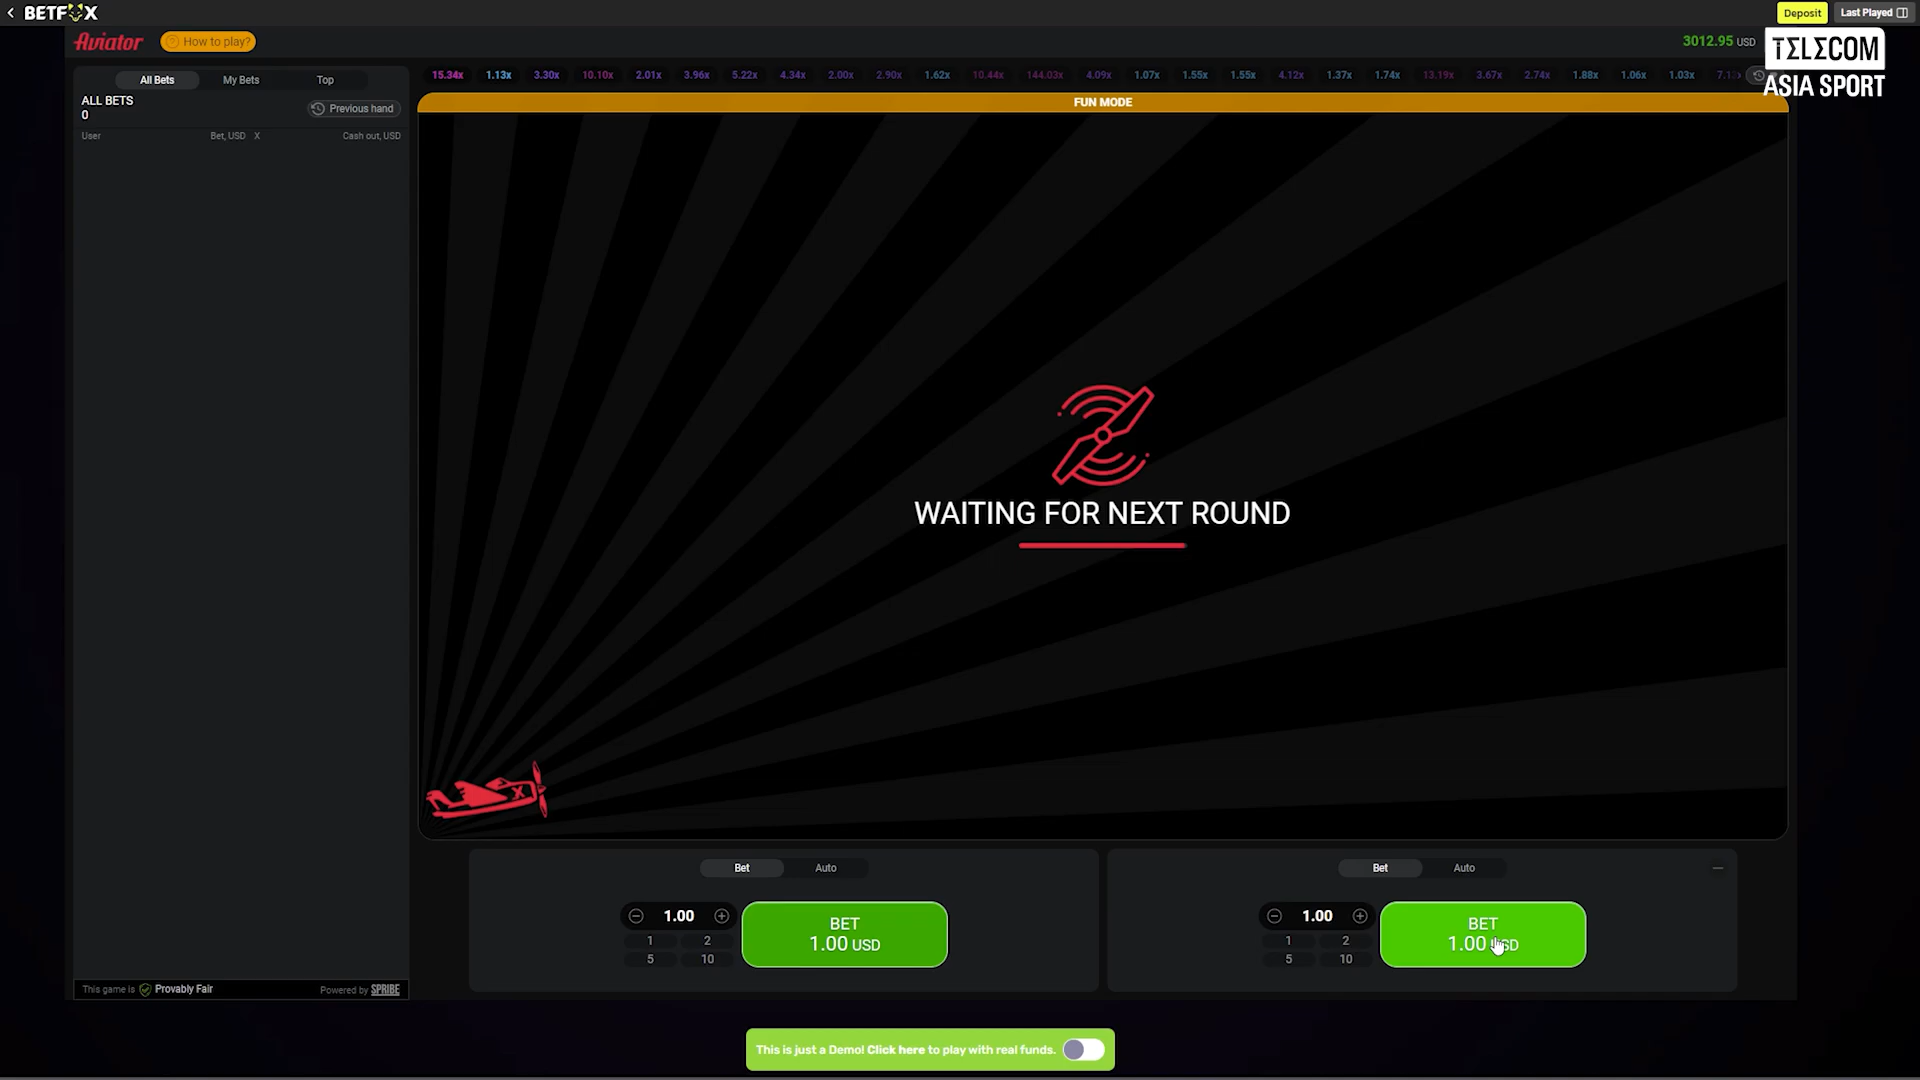 BETFOX
Deposit
Last Played
Aviator
How to play?
3012.95 USD
TELECOM
ASIA SPORT
All Bets
My Bets
Top
15.34x 1.13x 3.30x 10.10x 2.01x 3.96x 5.22x 4.34x 2.00x 2.90x 1.62x 10.44x 144.03x 4.09x 1.07x 1.55x 1.55x 4.12x 1.37x 1.74x 13.19x 3.67x 2.74x 1.88x 1.06x 1.03x
ALL BETS
0
Previous hand
FUN MODE
User Bet, USD X Cash out, USD
WAITING FOR NEXT ROUND
Bet Auto
1.00
1 2
5 10
BET
1.00 USD
Bet Auto
1.00
1 2
5 10
BET
1.00 USD
This game is Provably Fair
Powered by SPRIBE
This is just a Demo! Click here to play with real funds.